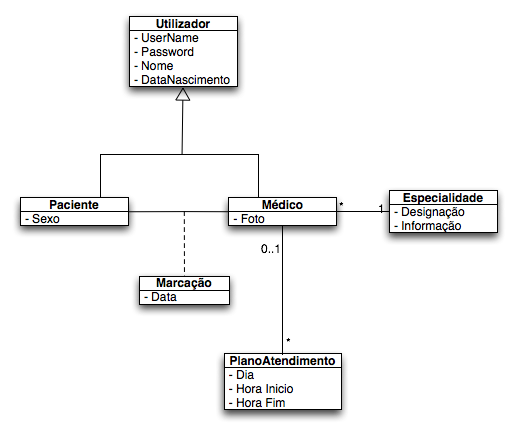 Utilizador
- UserName
- Password
- Nome
- DataNascimento
Paciente
- Sexo
Médico
- Foto
*
1
Especialidade
- Designação
- Informação
0..1
Marcação
- Data
*
PlanoAtendimento
- Dia
- Hora Inicio
- Hora Fim